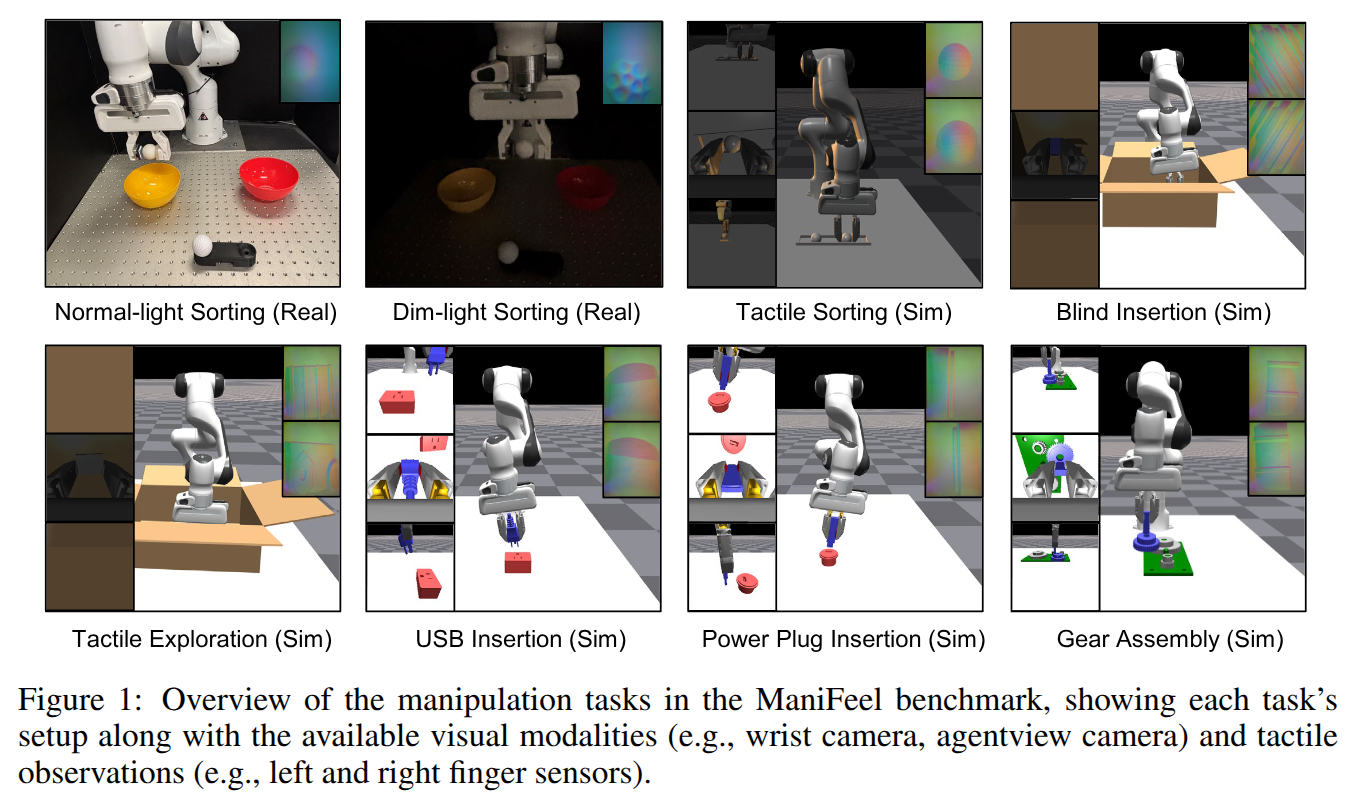 Normal-light Sorting (Real)
Dim-light Sorting (Real)
Tactile Sorting (Sim)
Blind Insertion (Sim)
Tactile Exploration (Sim)
USB Insertion (Sim)
Power Plug Insertion (Sim)
Gear Assembly (Sim)
Figure 1: Overview of the manipulation tasks in the ManiFeel benchmark, showing each task’s
setup along with the available visual modalities (e.g., wrist camera, agentview camera) and tactile
observations (e.g., left and right finger sensors).